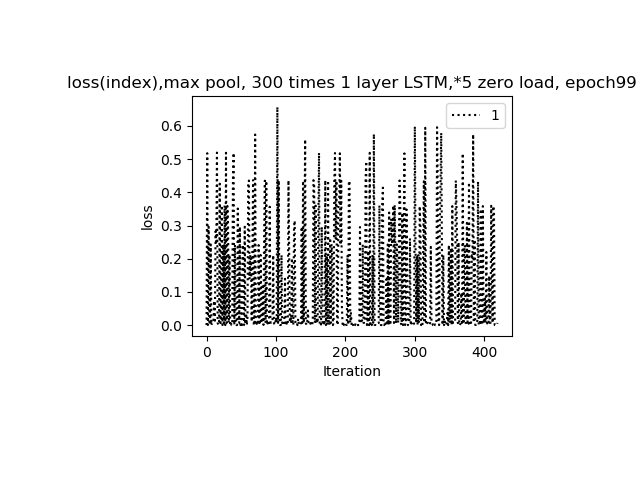 loss(index),max pool, 300 times 1 layer LSTM,*5 zero load, epoch99
1
0.6
0.5
0.4
0.3
0.2
0.1
0.0
loss
0 100 200 300 400
Iteration